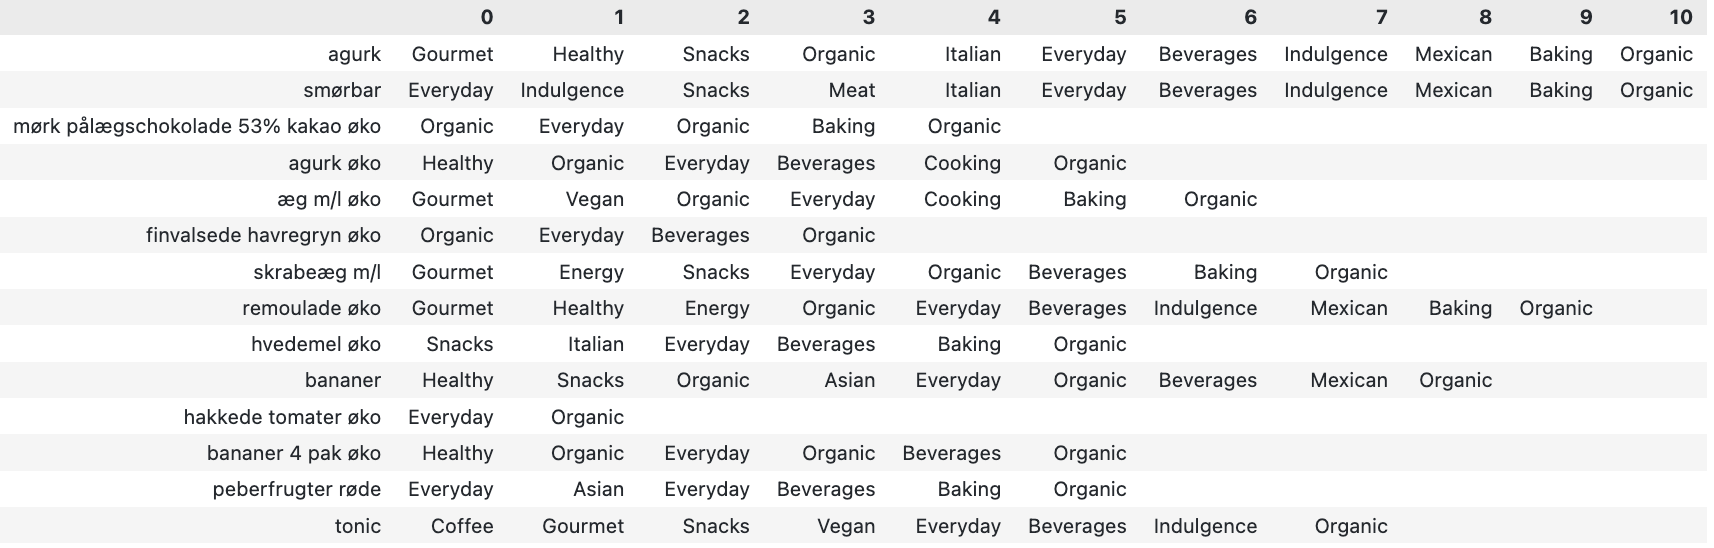 0 1 2 3 4 5 6 7 8 9 10
agurk Gourmet Healthy Snacks Organic Italian Everyday Beverages Indulgence Mexican Baking Organic
smørbar Everyday Indulgence Snacks Meat Italian Everyday Beverages Indulgence Mexican Baking Organic
mørk pålægschokolade 53% kakao øko Organic Everyday Organic Baking Organic
agurk øko Healthy Organic Everyday Beverages Cooking Organic
æg m/l øko Gourmet Vegan Organic Everyday Cooking Baking Organic
finvalsede havregryn øko Organic Everyday Beverages Organic
skrabeæg m/l Gourmet Energy Snacks Everyday Organic Beverages Baking Organic
remoulade øko Gourmet Healthy Energy Organic Everyday Beverages Indulgence Mexican Baking Organic
hvedemel øko Snacks Italian Everyday Beverages Baking Organic
bananer Healthy Snacks Organic Asian Everyday Organic Beverages Mexican Organic
hakkede tomater øko Everyday Organic
bananer 4 pak øko Healthy Organic Everyday Organic Beverages Organic
peberfrugter røde Everyday Asian Everyday Beverages Baking Organic
tonic Coffee Gourmet Snacks Vegan Everyday Beverages Indulgence Organic